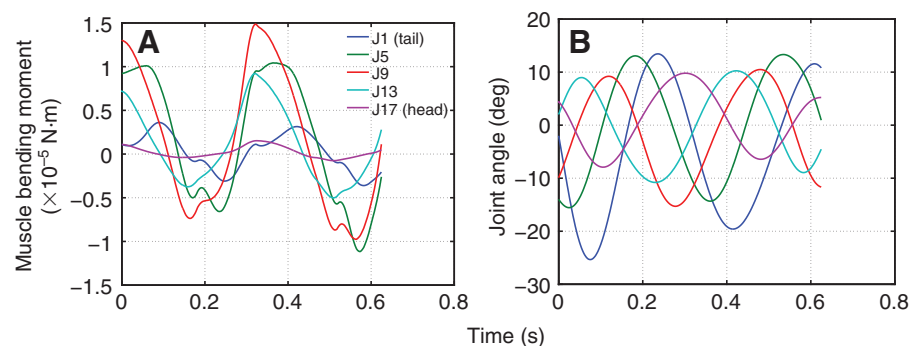 A
B
J1 (tail)
J5
J9
J13
J17 (head)
Muscle bending moment
(×10⁻⁵ N·m)
1.5
1
0.5
0
−0.5
−1
−1.5
0
0.2
0.4
0.6
0.8
Joint angle (deg)
20
10
0
−10
−20
−30
0
0.2
0.4
0.6
0.8
Time (s)